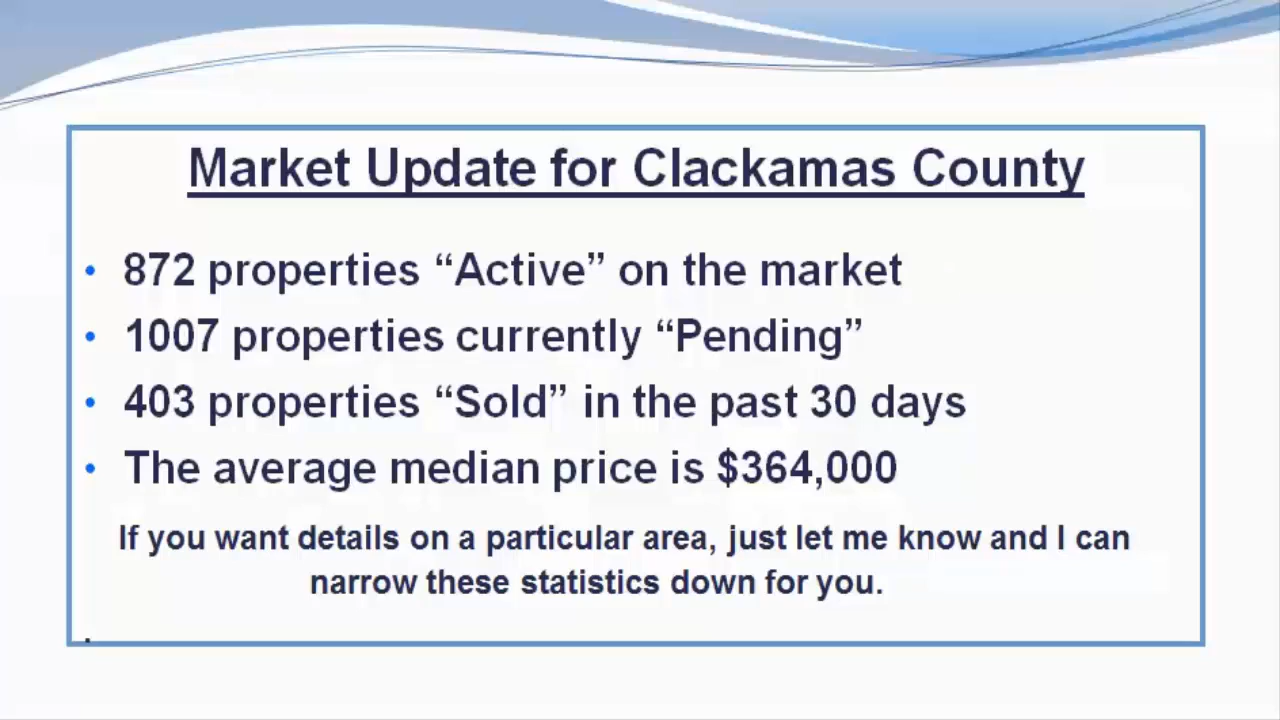 Market Update for Clackamas County
• 872 properties “Active” on the market
• 1007 properties currently “Pending”
• 403 properties “Sold” in the past 30 days
• The average median price is $364,000
If you want details on a particular area, just let me know and I can
narrow these statistics down for you.
.